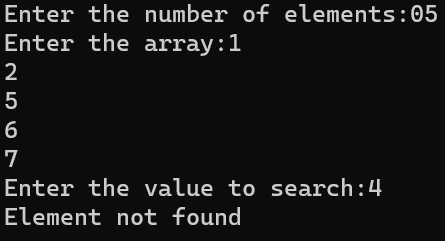 Enter the number of elements:05
Enter the array:1
2
5
6
7
Enter the value to search:4
Element not found